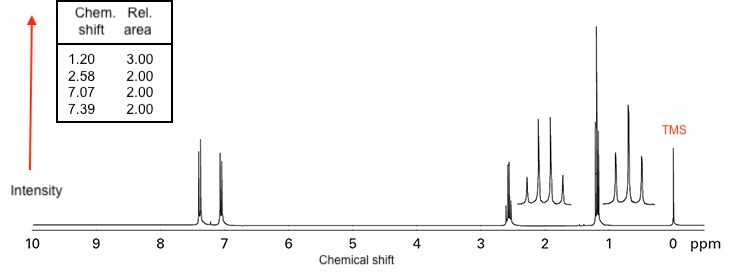 Chem. Rel.
shift area
1.20 3.00
2.58 2.00
7.07 2.00
7.39 2.00
TMS
Intensity
10 9 8 7 6 5 4 3 2 1 0 ppm
Chemical shift